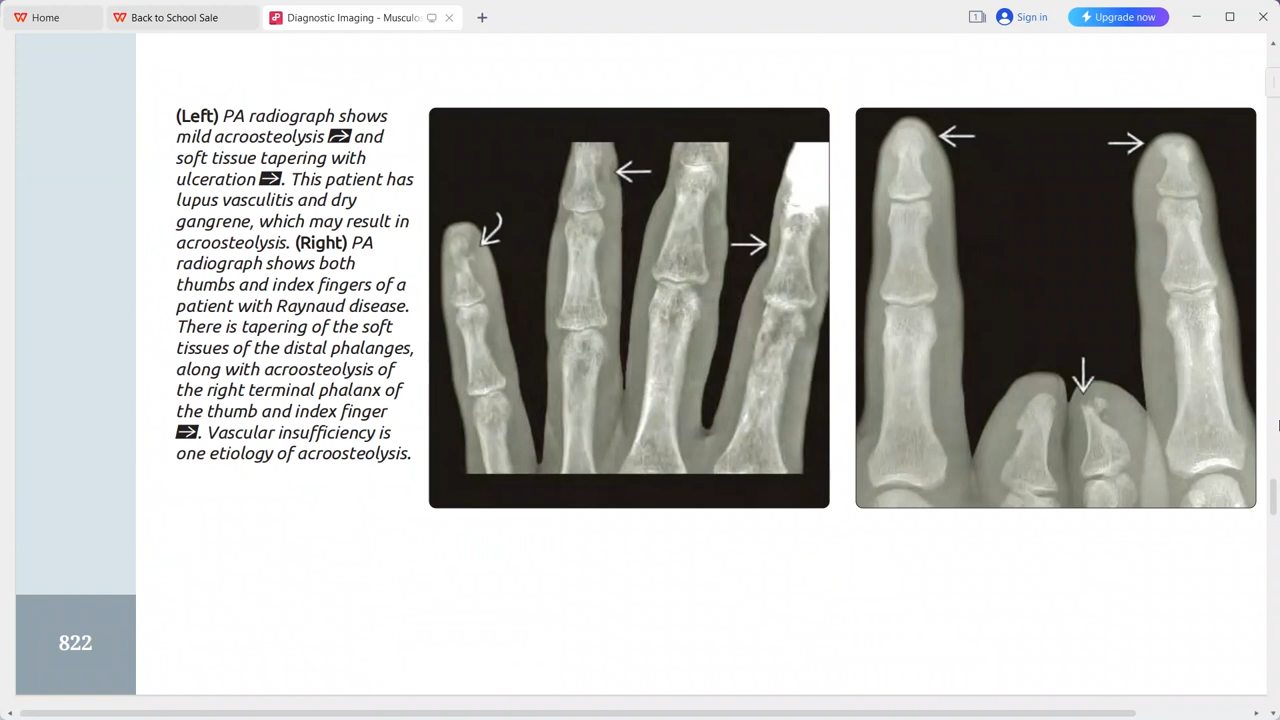 Home
Back to School Sale
Diagnostic Imaging - Musculo
1
Sign in
Upgrade now
(Left) PA radiograph shows
mild acroosteolysis and
soft tissue tapering with
ulceration . This patient has
lupus vasculitis and dry
gangrene, which may result in
acroosteolysis. (Right) PA
radiograph shows both
thumbs and index fingers of a
patient with Raynaud disease.
There is tapering of the soft
tissues of the distal phalanges,
along with acroosteolysis of
the right terminal phalanx of
the thumb and index finger
. Vascular insufficiency is
one etiology of acroosteolysis.
822